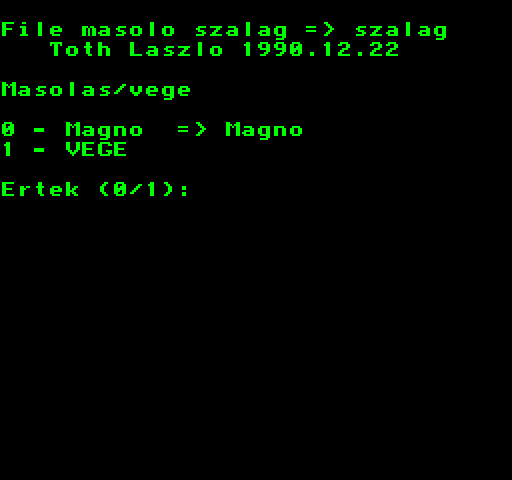 File masolo szalag => szalag
Toth Laszlo 1990.12.22
Masolas/vege
0 - Magno => Magno
1 - VEGE
Ertek (0/1):